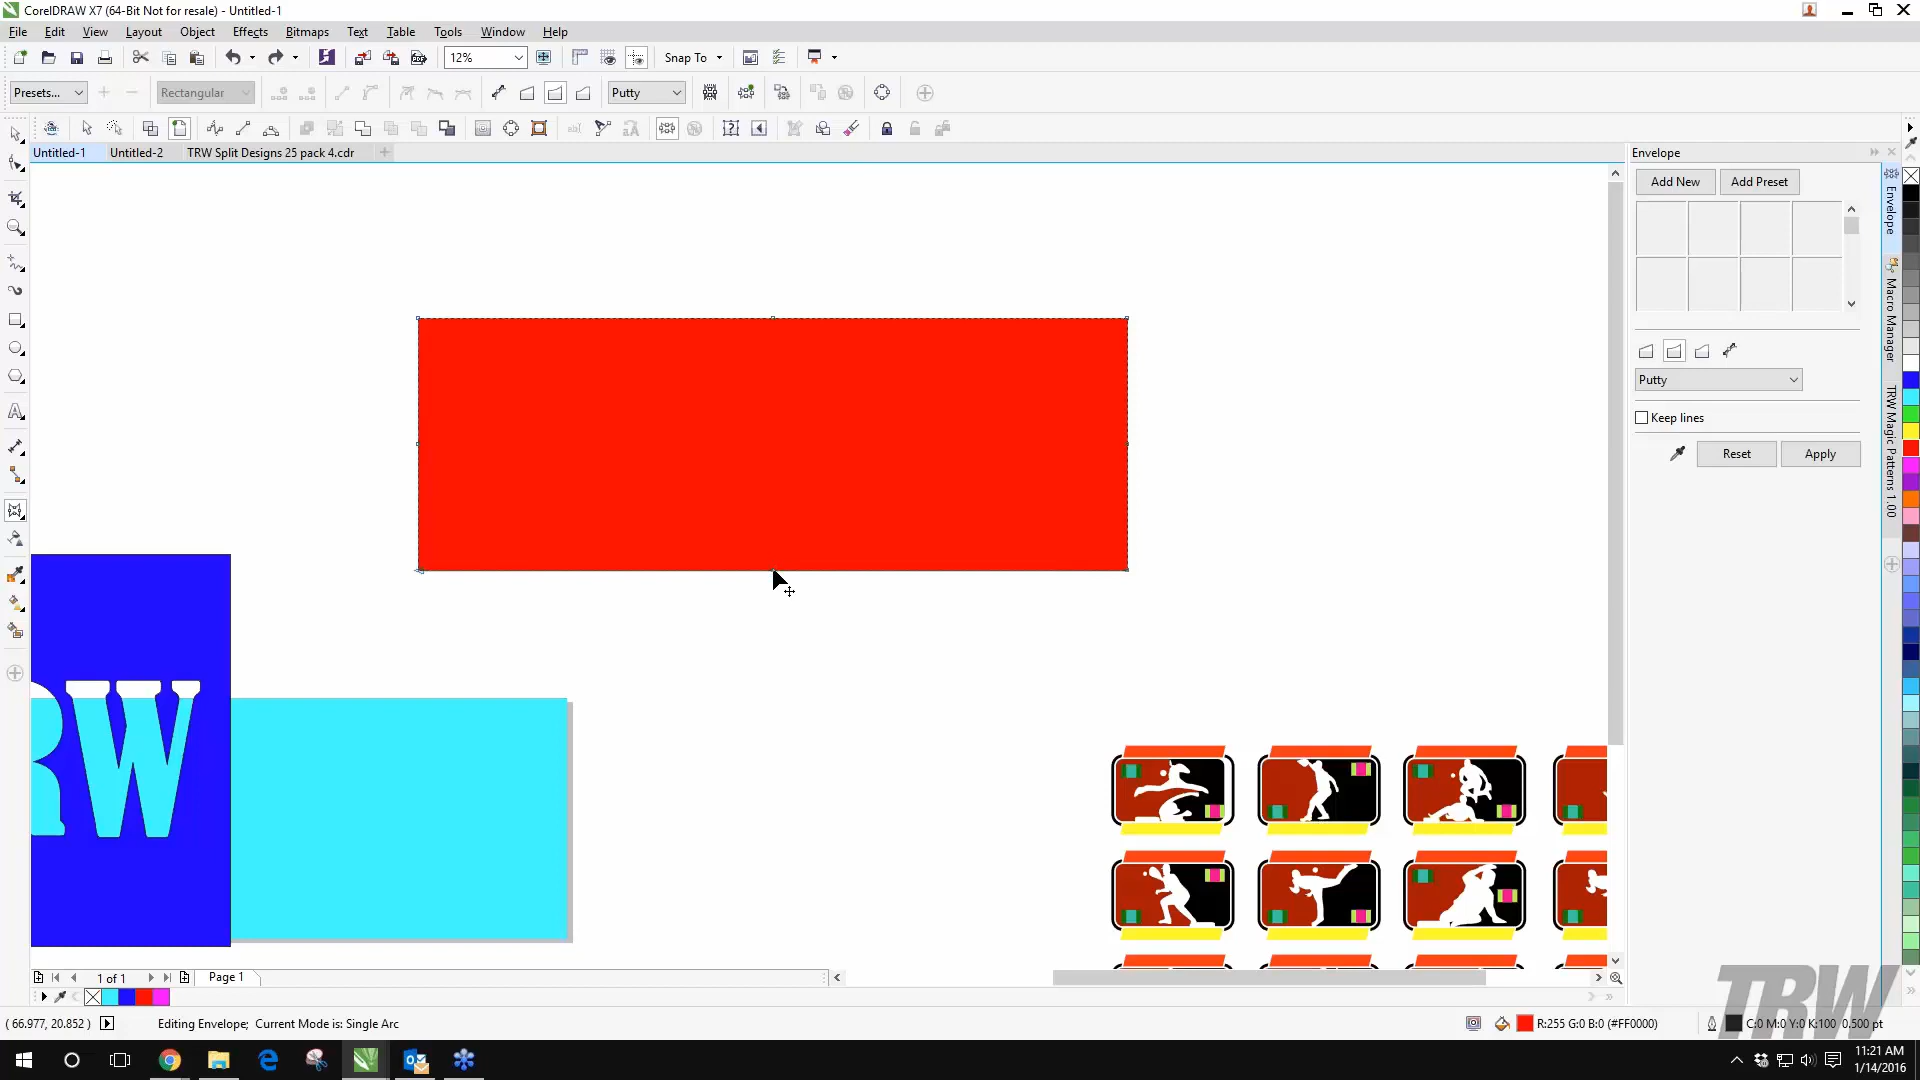 CorelDRAW X7 (64-Bit Not for resale) - Untitled-1
File Edit View Layout Object Effects Bitmaps Text Table Tools Window Help
12% Snap To
Presets... Rectangular Putty
Untitled-1 Untitled-2 TRW Split Designs 25 pack 4.cdr
Envelope
Add New Add Preset
Putty
Keep lines
Reset Apply
Envelope
Macro Manager
TRW Magic Patterns 1.00
RW
1 of 1 Page 1
TRW
( 66.977, 20.852 ) Editing Envelope; Current Mode is: Single Arc R:255 G:0 B:0 (#FF0000) C:0 M:0 Y:0 K:100 0.500 pt
11:21 AM
1/14/2016